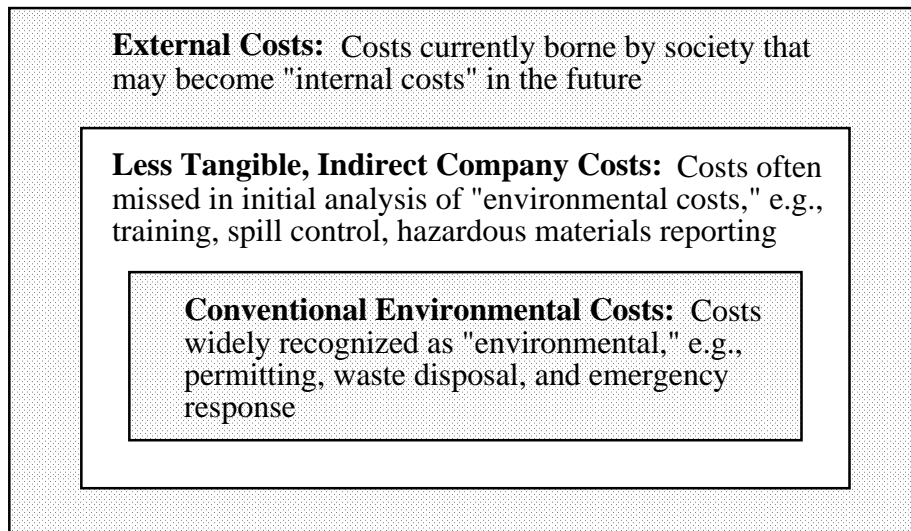 External Costs: Costs currently borne by society that
may become "internal costs" in the future
Less Tangible, Indirect Company Costs: Costs often
missed in initial analysis of "environmental costs," e.g.,
training, spill control, hazardous materials reporting
Conventional Environmental Costs: Costs
widely recognized as "environmental," e.g.,
permitting, waste disposal, and emergency
response